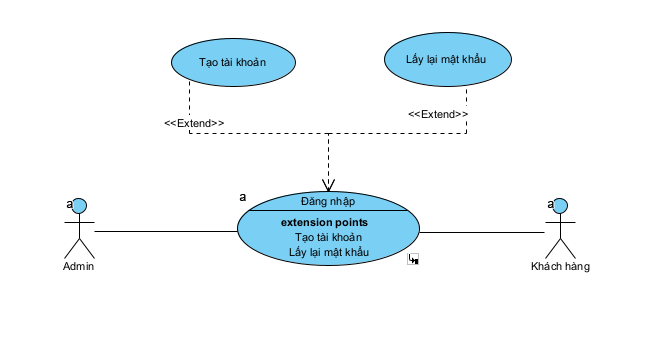 Tạo tài khoản
Lấy lại mật khẩu
<<Extend>>
<<Extend>>
a
Đăng nhập
extension points
Tạo tài khoản
Lấy lại mật khẩu
a
Admin
a
Khách hàng